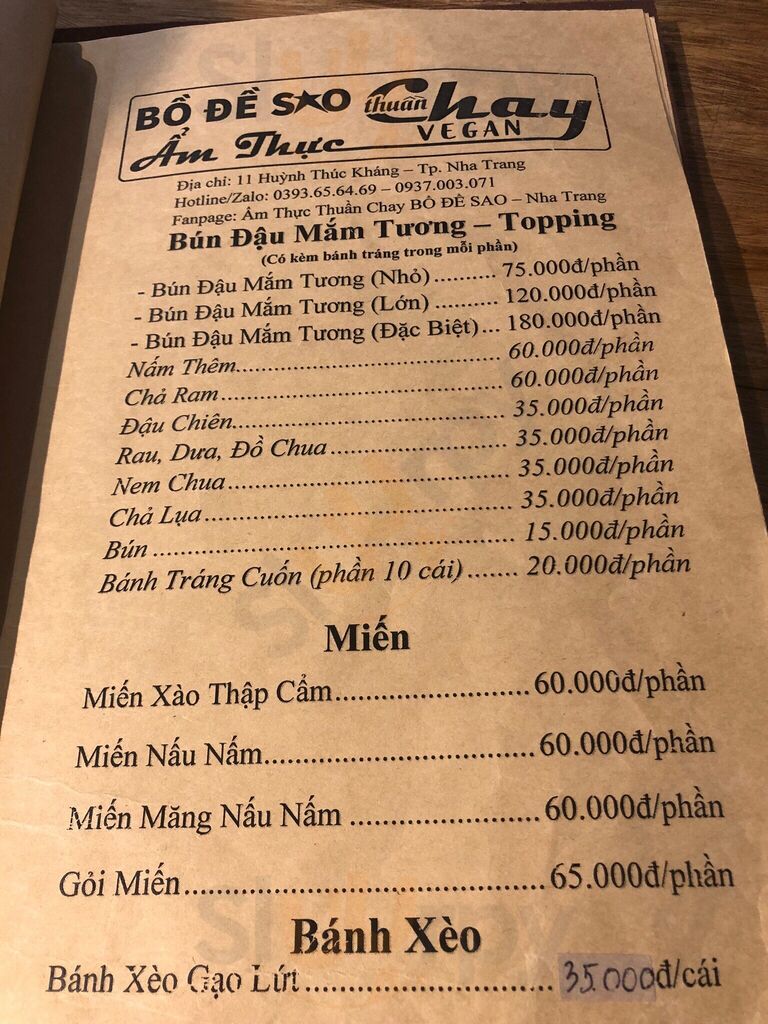 BỒ ĐỀ SAO thuần Chay
Ẩm Thực VEGAN
Địa chỉ: 11 Huỳnh Thúc Kháng – Tp. Nha Trang
Hotline/Zalo: 0393.65.64.69 – 0937.003.071
Fanpage: Ẩm Thực Thuần Chay BỒ ĐỀ SAO – Nha Trang
Bún Đậu Mắm Tương – Topping
(Có kèm bánh tráng trong mỗi phần)
- Bún Đậu Mắm Tương (Nhỏ).......... 75.000đ/phần
- Bún Đậu Mắm Tương (Lớn) .......... 120.000đ/phần
- Bún Đậu Mắm Tương (Đặc Biệt)... 180.000đ/phần
Nấm Thêm........................................ 60.000đ/phần
Chả Ram........................................... 60.000đ/phần
Đậu Chiên......................................... 35.000đ/phần
Rau, Dưa, Đồ Chua .......................... 35.000đ/phần
Nem Chua.......................................... 35.000đ/phần
Chả Lụa............................................. 35.000đ/phần
Bún .................................................... 15.000đ/phần
Bánh Tráng Cuốn (phần 10 cái) ....... 20.000đ/phần
Miến
Miến Xào Thập Cẩm......................... 60.000đ/phần
Miến Nấu Nấm.................................. 60.000đ/phần
Miến Măng Nấu Nấm ....................... 60.000đ/phần
Gỏi Miến............................................ 65.000đ/phần
Bánh Xèo
Bánh Xèo Gạo Lứt ............................. 35.000đ/cái